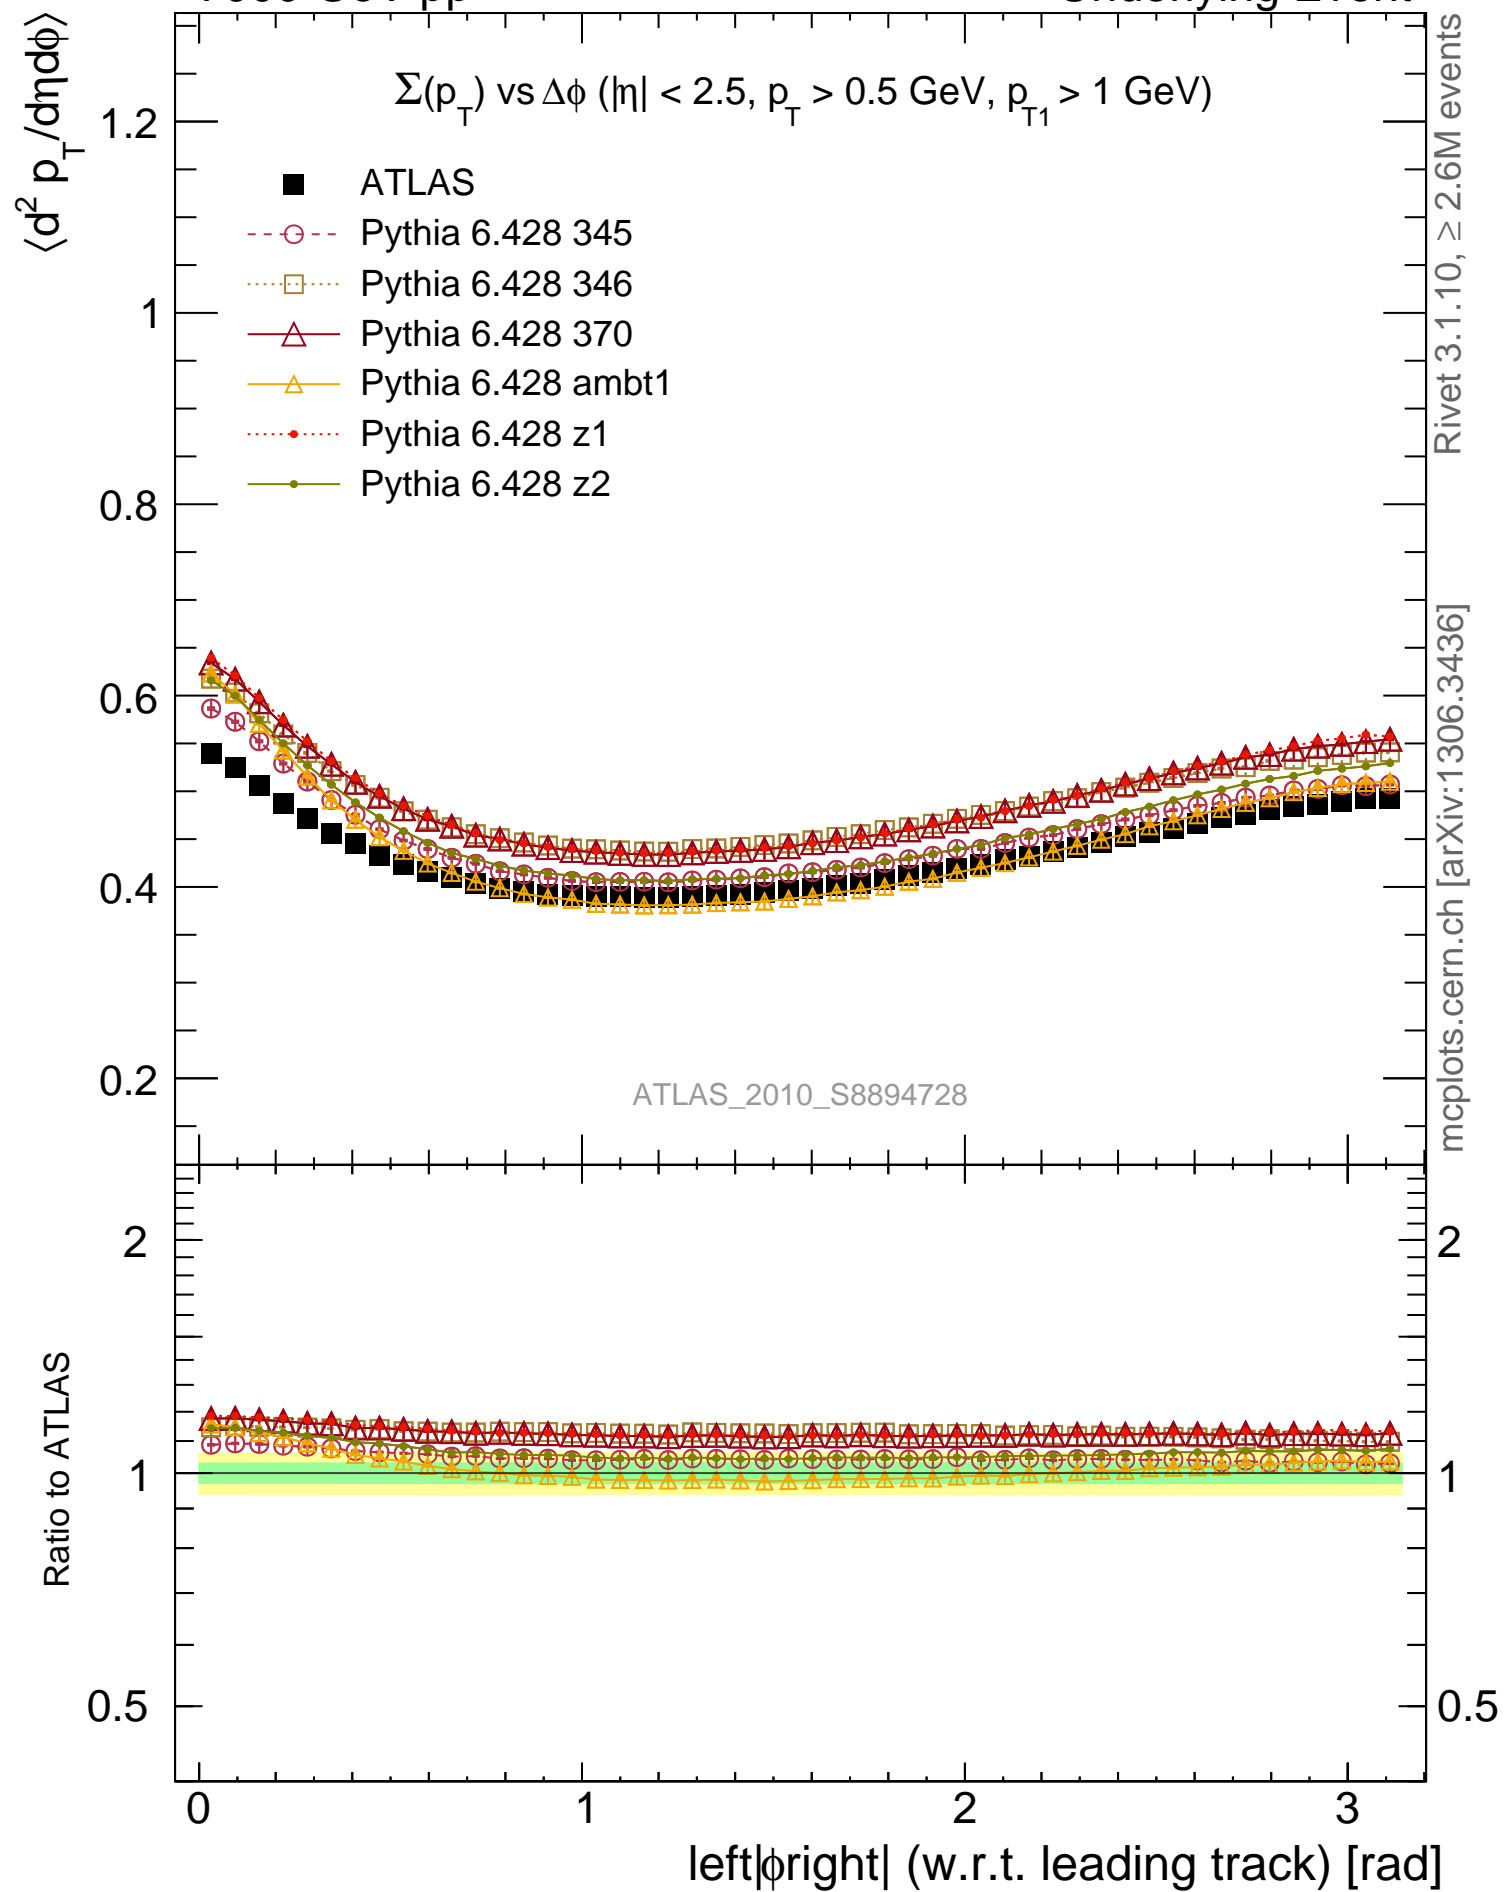 ⟨d² p_T/dηdϕ⟩
Σ(p_T) vs Δϕ (|η| < 2.5, p_T > 0.5 GeV, p_T1 > 1 GeV)
ATLAS
Pythia 6.428 345
Pythia 6.428 346
Pythia 6.428 370
Pythia 6.428 ambt1
Pythia 6.428 z1
Pythia 6.428 z2
1.2
1
0.8
0.6
0.4
0.2
ATLAS_2010_S8894728
Rivet 3.1.10, ≥ 2.6M events
mcplots.cern.ch [arXiv:1306.3436]
Ratio to ATLAS
2
1
0.5
2
1
0.5
0
1
2
3
left|ϕright| (w.r.t. leading track) [rad]